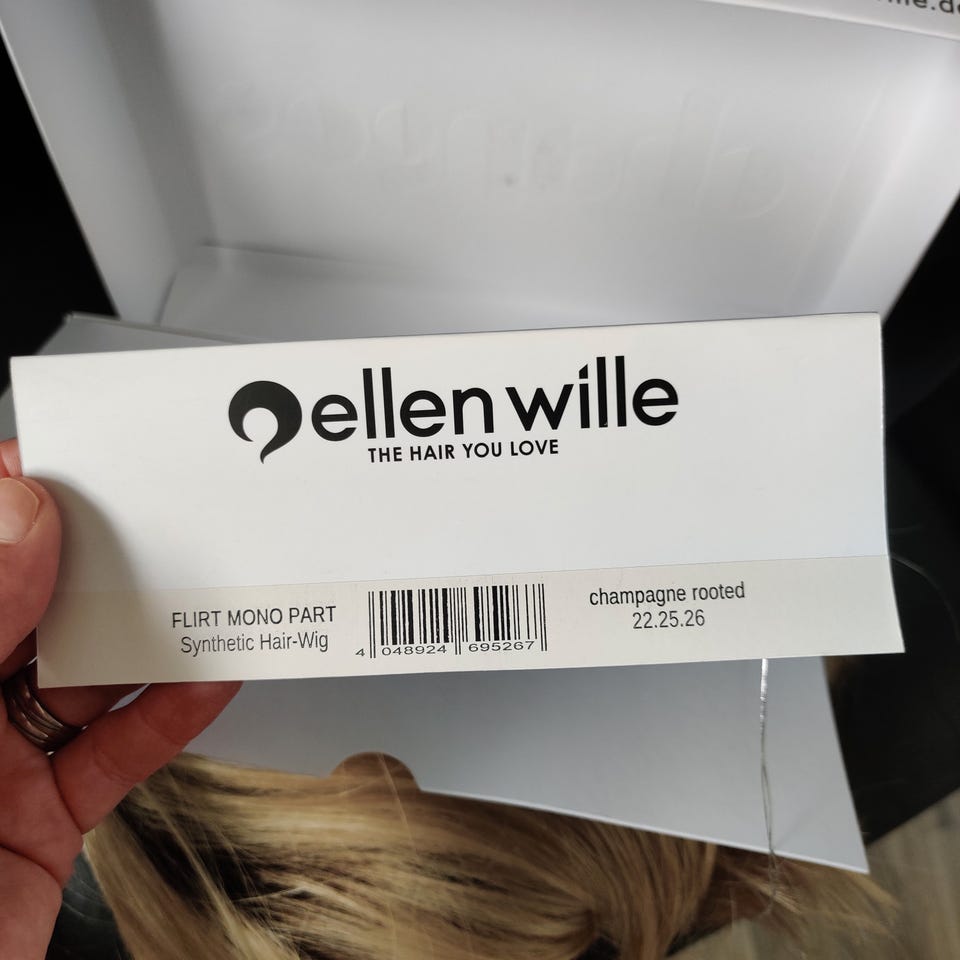 ellen wille
THE HAIR YOU LOVE
FLIRT MONO PART
Synthetic Hair-Wig
4 048924 695267
champagne rooted
22.25.26